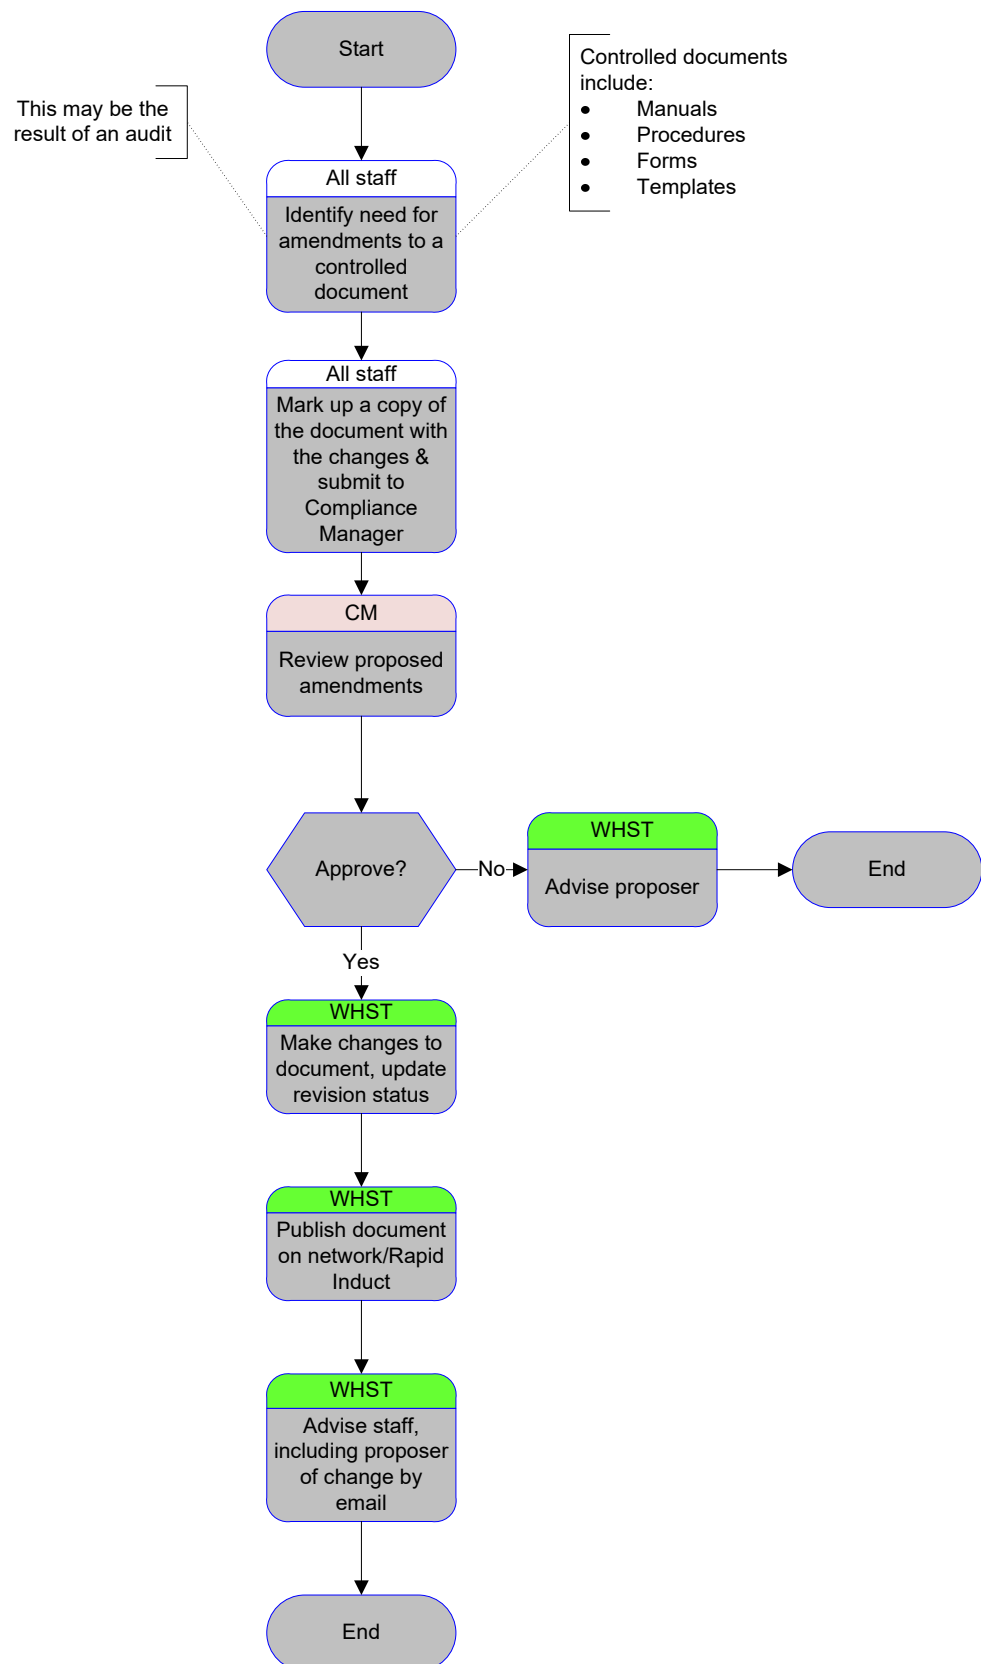 Start
Controlled documents
include:
• Manuals
• Procedures
• Forms
• Templates
This may be the
result of an audit
All staff
Identify need for
amendments to a
controlled
document
All staff
Mark up a copy of
the document with
the changes &
submit to
Compliance
Manager
CM
Review proposed
amendments
Approve?
No
WHST
Advise proposer
End
Yes
WHST
Make changes to
document, update
revision status
WHST
Publish document
on network/Rapid
Induct
WHST
Advise staff,
including proposer
of change by
email
End